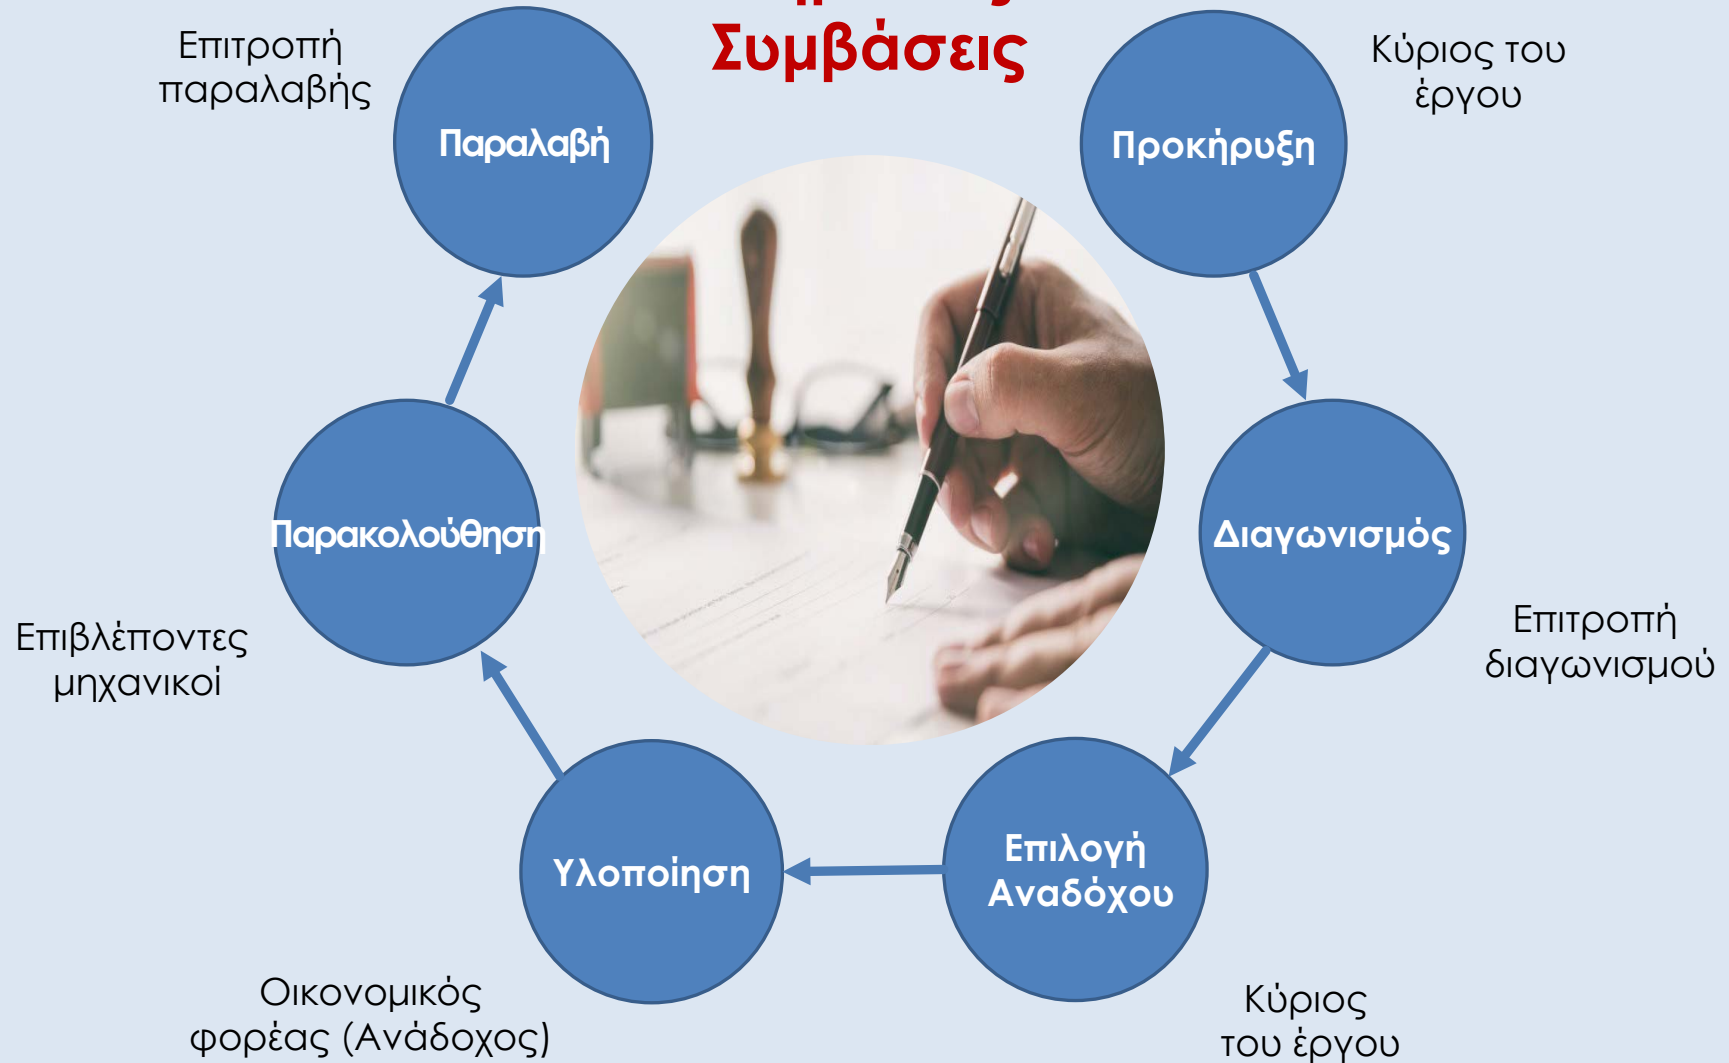 Συμβάσεις
Επιτροπή
παραλαβής
Παραλαβή
Κύριος του
έργου
Προκήρυξη
Διαγωνισμός
Επιτροπή
διαγωνισμού
Επιλογή
Αναδόχου
Κύριος
του έργου
Υλοποίηση
Οικονομικός
φορέας (Ανάδοχος)
Παρακολούθηση
Επιβλέποντες
μηχανικοί